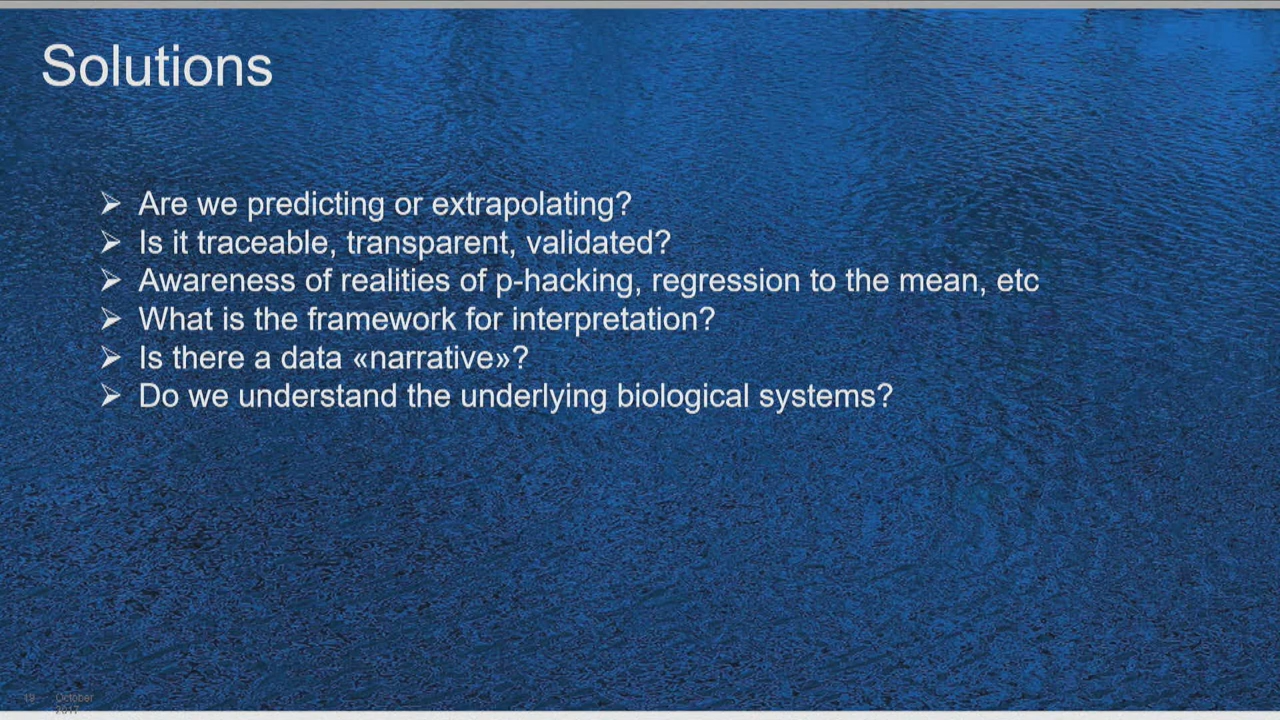 Solutions
Are we predicting or extrapolating?
Is it traceable, transparent, validated?
Awareness of realities of p-hacking, regression to the mean, etc
What is the framework for interpretation?
Is there a data «narrative»?
Do we understand the underlying biological systems?
19 October
2017